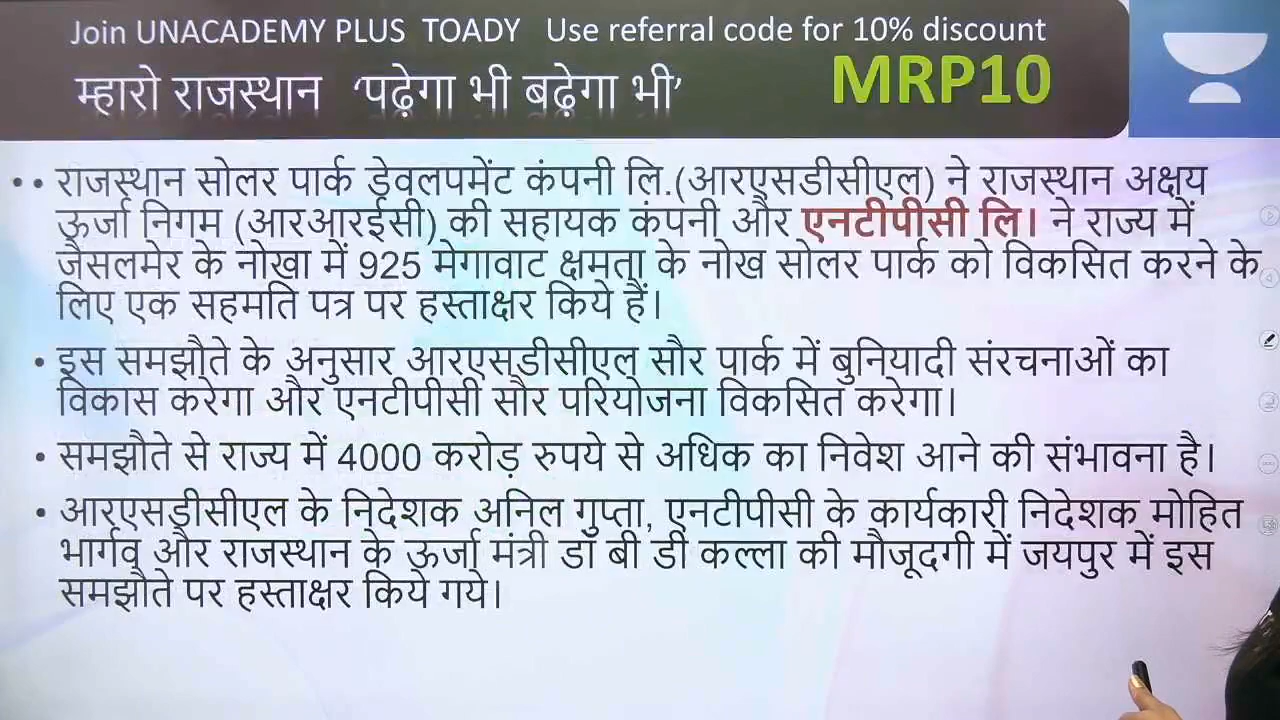 Join UNACADEMY PLUS TOADY Use referral code for 10% discount
म्हारो राजस्थान ‘पढ़ेगा भी बढ़ेगा भी’ MRP10
• • राजस्थान सोलर पार्क डेवलपमेंट कंपनी लि.(आरएसडीसीएल) ने राजस्थान अक्षय
ऊर्जा निगम (आरआरईसी) की सहायक कंपनी और एनटीपीसी लि। ने राज्य में
जैसलमेर के नोखा में 925 मेगावाट क्षमता के नोख सोलर पार्क को विकसित करने के
लिए एक सहमति पत्र पर हस्ताक्षर किये हैं।
• इस समझौते के अनुसार आरएसडीसीएल सौर पार्क में बुनियादी संरचनाओं का
विकास करेगा और एनटीपीसी सौर परियोजना विकसित करेगा।
• समझौते से राज्य में 4000 करोड़ रुपये से अधिक का निवेश आने की संभावना है।
• आरएसडीसीएल के निदेशक अनिल गुप्ता, एनटीपीसी के कार्यकारी निदेशक मोहित
भार्गव और राजस्थान के ऊर्जा मंत्री डॉ बी डी कल्ला की मौजूदगी में जयपुर में इस
समझौते पर हस्ताक्षर किये गये।